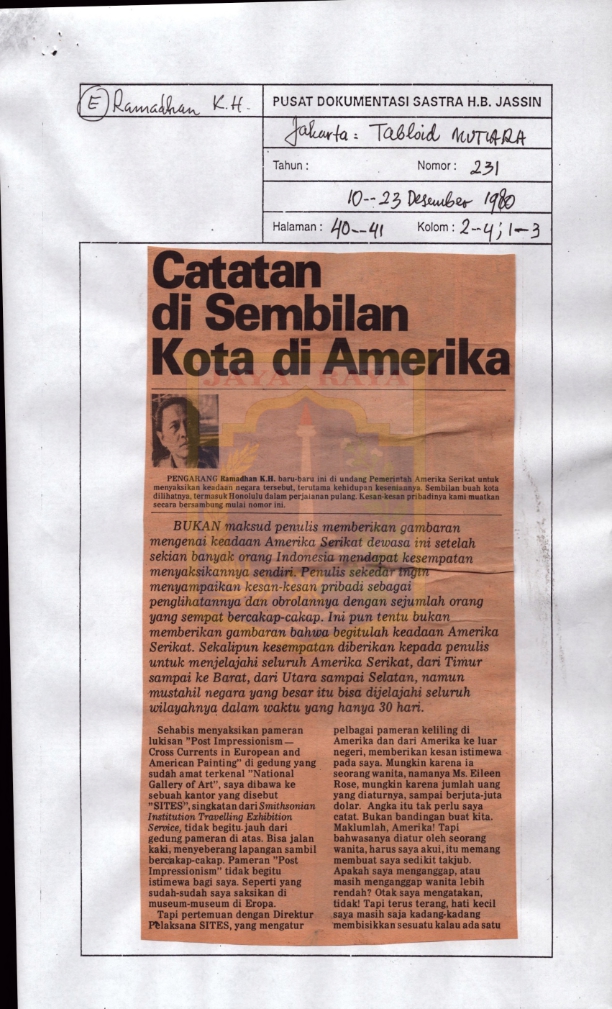 E Ramadhan K.H.
PUSAT DOKUMENTASI SASTRA H.B. JASSIN
Jakarta: Tabloid MUTIARA
Tahun : Nomor : 231
10--23 Desember 1980
Halaman : 40--41 Kolom : 2--4; 1--3
Catatan
di Sembilan
Kota di Amerika
JAYA RAYA
PENGARANG Ramadhan K.H. baru-baru ini di undang Pemerintah Amerika Serikat untuk
menyaksikan keadaan negara tersebut, terutama kehidupan keseniannya. Sembilan buah kota
dilihatnya, termasuk Honolulu dalam perjalanan pulang. Kesan-kesan pribadinya kami muatkan
secara bersambung mulai nomor ini.
BUKAN maksud penulis memberikan gambaran
mengenai keadaan Amerika Serikat dewasa ini setelah
sekian banyak orang Indonesia mendapat kesempatan
menyaksikannya sendiri. Penulis sekedar ingin
menyampaikan kesan-kesan pribadi sebagai
penglihatannya dan obrolannya dengan sejumlah orang
yang sempat bercakap-cakap. Ini pun tentu bukan
memberikan gambaran bahwa begitulah keadaan Amerika
Serikat. Sekalipun kesempatan diberikan kepada penulis
untuk menjelajahi seluruh Amerika Serikat, dari Timur
sampai ke Barat, dari Utara sampai Selatan, namun
mustahil negara yang besar itu bisa dijelajahi seluruh
wilayahnya dalam waktu yang hanya 30 hari.
Sehabis menyaksikan pameran
lukisan "Post Impressionism —
Cross Currents in European and
American Painting" di gedung yang
sudah amat terkenal "National
Gallery of Art", saya dibawa ke
sebuah kantor yang disebut
"SITES", singkatan dari Smithsonian
Institution Travelling Exhibition
Service, tidak begitu jauh dari
gedung pameran di atas. Bisa jalan
kaki, menyeberang lapangan sambil
bercakap-cakap. Pameran "Post
Impressionism" tidak begitu
istimewa bagi saya. Seperti yang
sudah-sudah saya saksikan di
museum-museum di Eropa.
Tapi pertemuan dengan Direktur
Pelaksana SITES, yang mengatur
pelbagai pameran keliling di
Amerika dan dari Amerika ke luar
negeri, memberikan kesan istimewa
pada saya. Mungkin karena ia
seorang wanita, namanya Ms. Eileen
Rose, mungkin karena jumlah uang
yang diaturnya, sampai berjuta-juta
dolar. Angka itu tak perlu saya
catat. Bukan bandingan buat kita.
Maklumlah, Amerika! Tapi
bahwasanya diatur oleh seorang
wanita, harus saya akui, itu memang
membuat saya sedikit takjub.
Apakah saya menganggap, atau
masih menganggap wanita lebih
rendah? Otak saya mengatakan,
tidak! Tapi terus terang, hati kecil
saya masih saja kadang-kadang
membisikkan sesuatu kalau ada satu